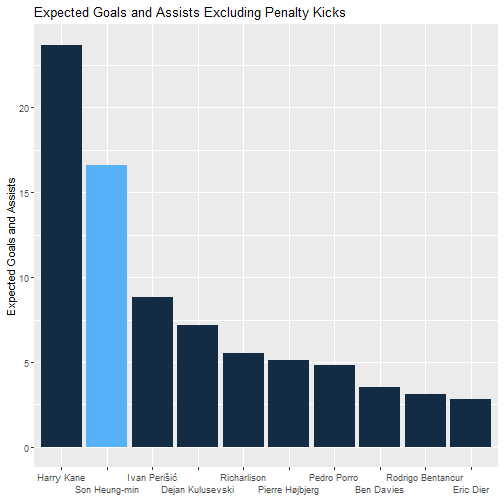 Expected Goals and Assists Excluding Penalty Kicks
Expected Goals and Assists
20
15
10
5
0
Harry Kane
Son Heung-min
Ivan Perišić
Dejan Kulusevski
Richarlison
Pierre Højbjerg
Pedro Porro
Ben Davies
Rodrigo Bentancur
Eric Dier